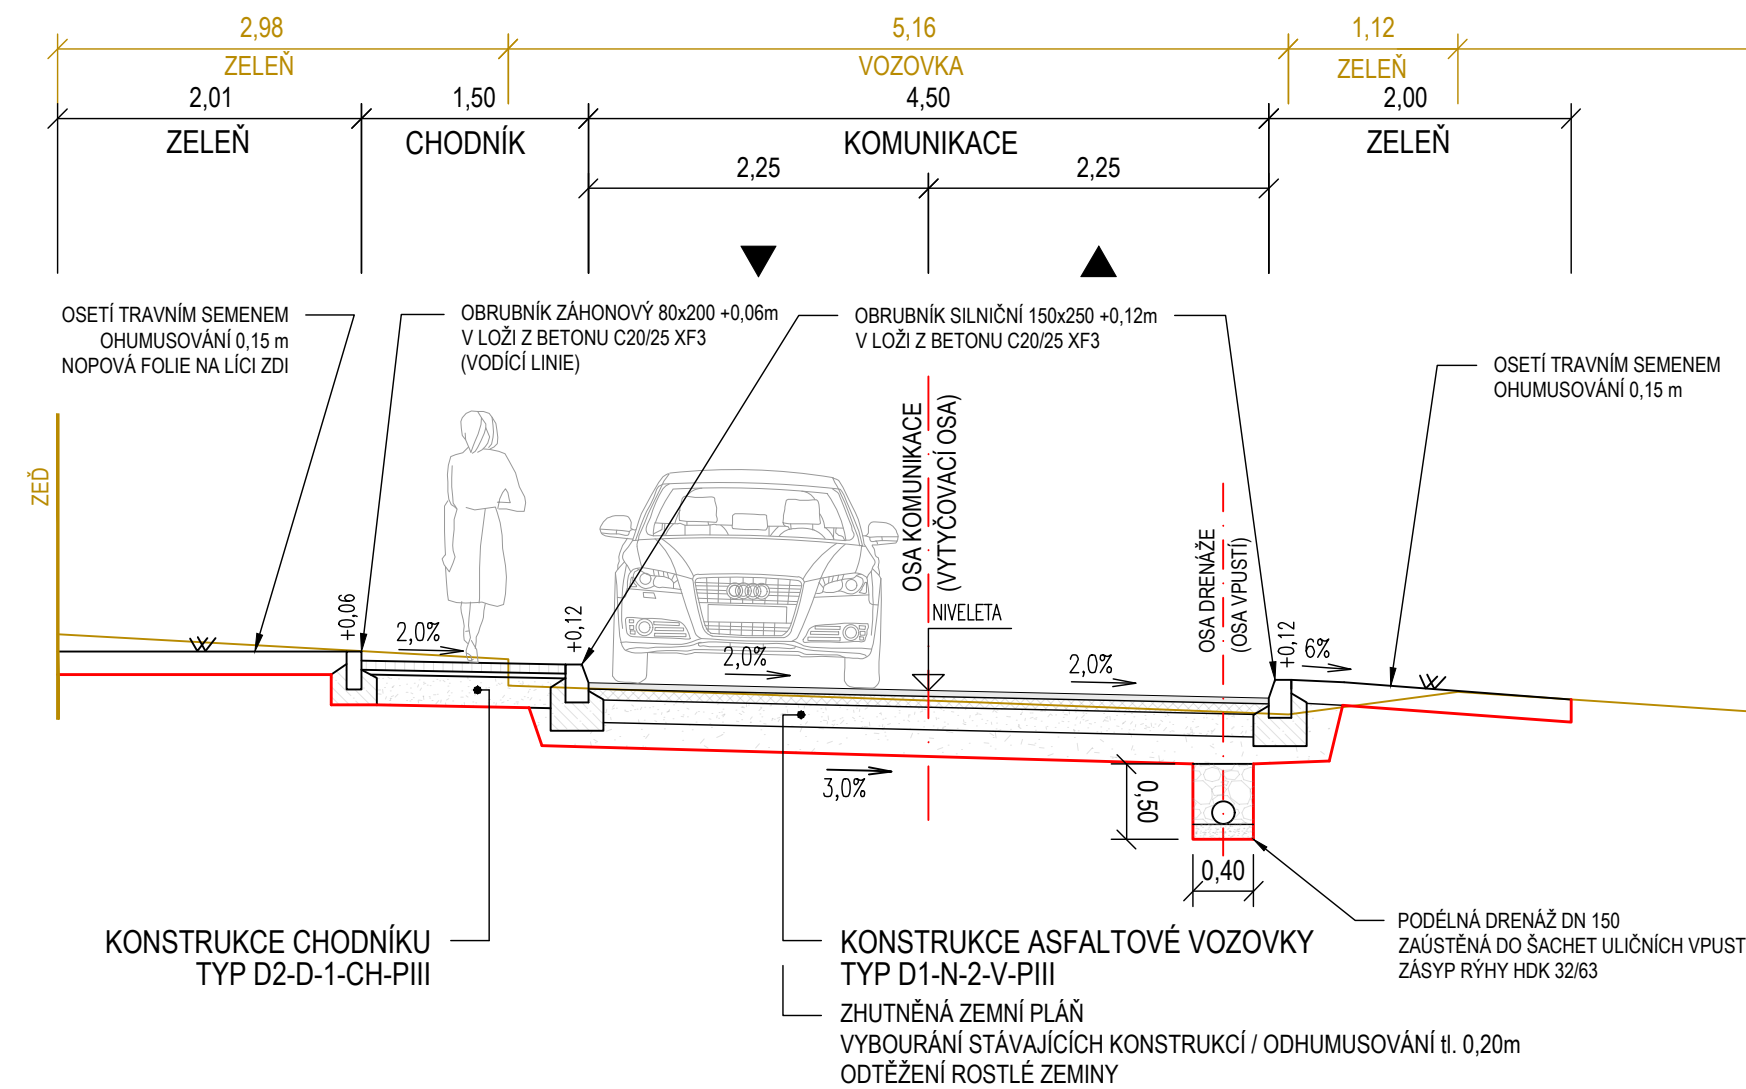 2,98
5,16
1,12
ZELEŇ
VOZOVKA
ZELEŇ
2,01
1,50
4,50
2,00
ZELEŇ
CHODNÍK
KOMUNIKACE
ZELEŇ
2,25
2,25
OSETÍ TRAVNÍM SEMENEM
OHUMUSOVÁNÍ 0,15 m
NOPOVÁ FOLIE NA LÍCI ZDI
OBRUBNÍK ZÁHONOVÝ 80x200 +0,06m
V LOŽI Z BETONU C20/25 XF3
(VODÍCÍ LINIE)
OBRUBNÍK SILNIČNÍ 150x250 +0,12m
V LOŽI Z BETONU C20/25 XF3
OSETÍ TRAVNÍM SEMENEM
OHUMUSOVÁNÍ 0,15 m
ZEĎ
OSA KOMUNIKACE
(VYTYČOVACÍ OSA)
OSA DRENÁŽE
(OSA VPUSTÍ)
NIVELETA
+0,06
2,0%
+0,12
2,0%
2,0%
+0,12
6%
3,0%
0,50
0,40
KONSTRUKCE CHODNÍKU
TYP D2-D-1-CH-PIII
KONSTRUKCE ASFALTOVÉ VOZOVKY
TYP D1-N-2-V-PIII
ZHUTNĚNÁ ZEMNÍ PLÁŇ
VYBOURÁNÍ STÁVAJÍCÍCH KONSTRUKCÍ / ODHUMUSOVÁNÍ tl. 0,20m
ODTĚŽENÍ ROSTLÉ ZEMINY
PODÉLNÁ DRENÁŽ DN 150
ZAÚSTĚNÁ DO ŠACHET ULIČNÍCH VPUST
ZÁSYP RÝHY HDK 32/63